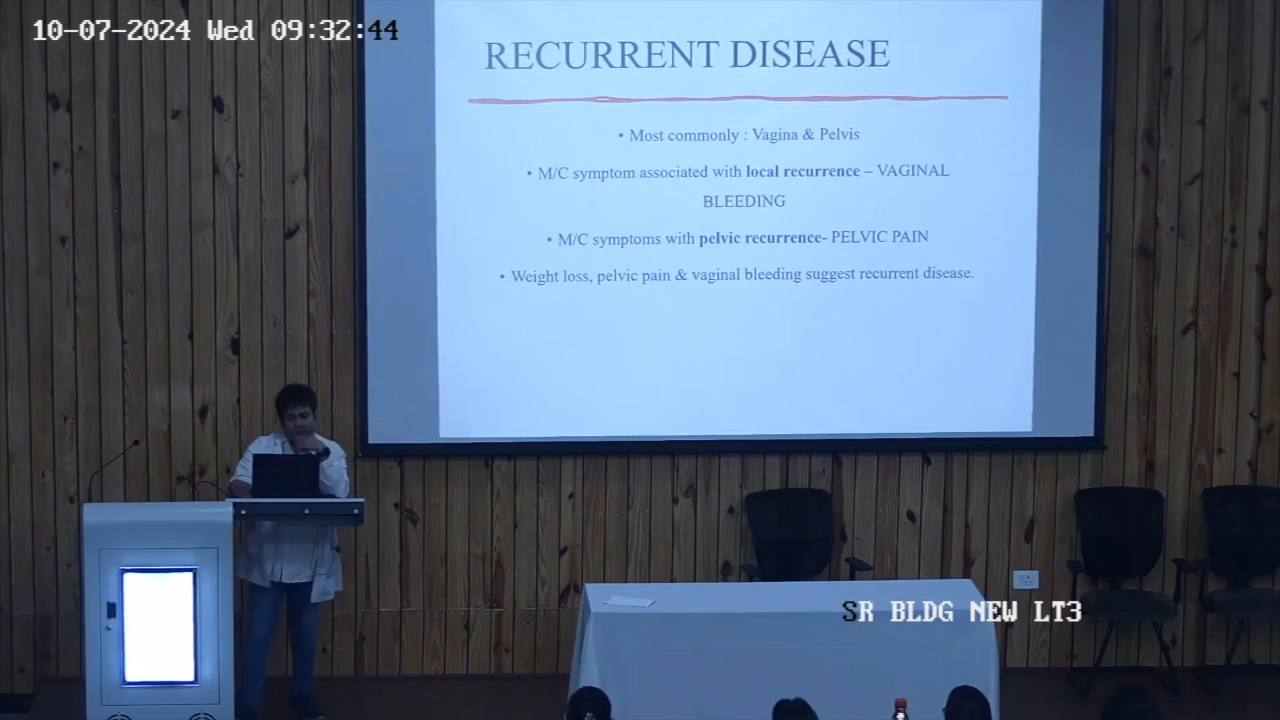 10-07-2024 Wed 09:32:44
RECURRENT DISEASE
• Most commonly : Vagina & Pelvis
• M/C symptom associated with local recurrence – VAGINAL
BLEEDING
• M/C symptoms with pelvic recurrence- PELVIC PAIN
• Weight loss, pelvic pain & vaginal bleeding suggest recurrent disease.
SR BLDG NEW LT3